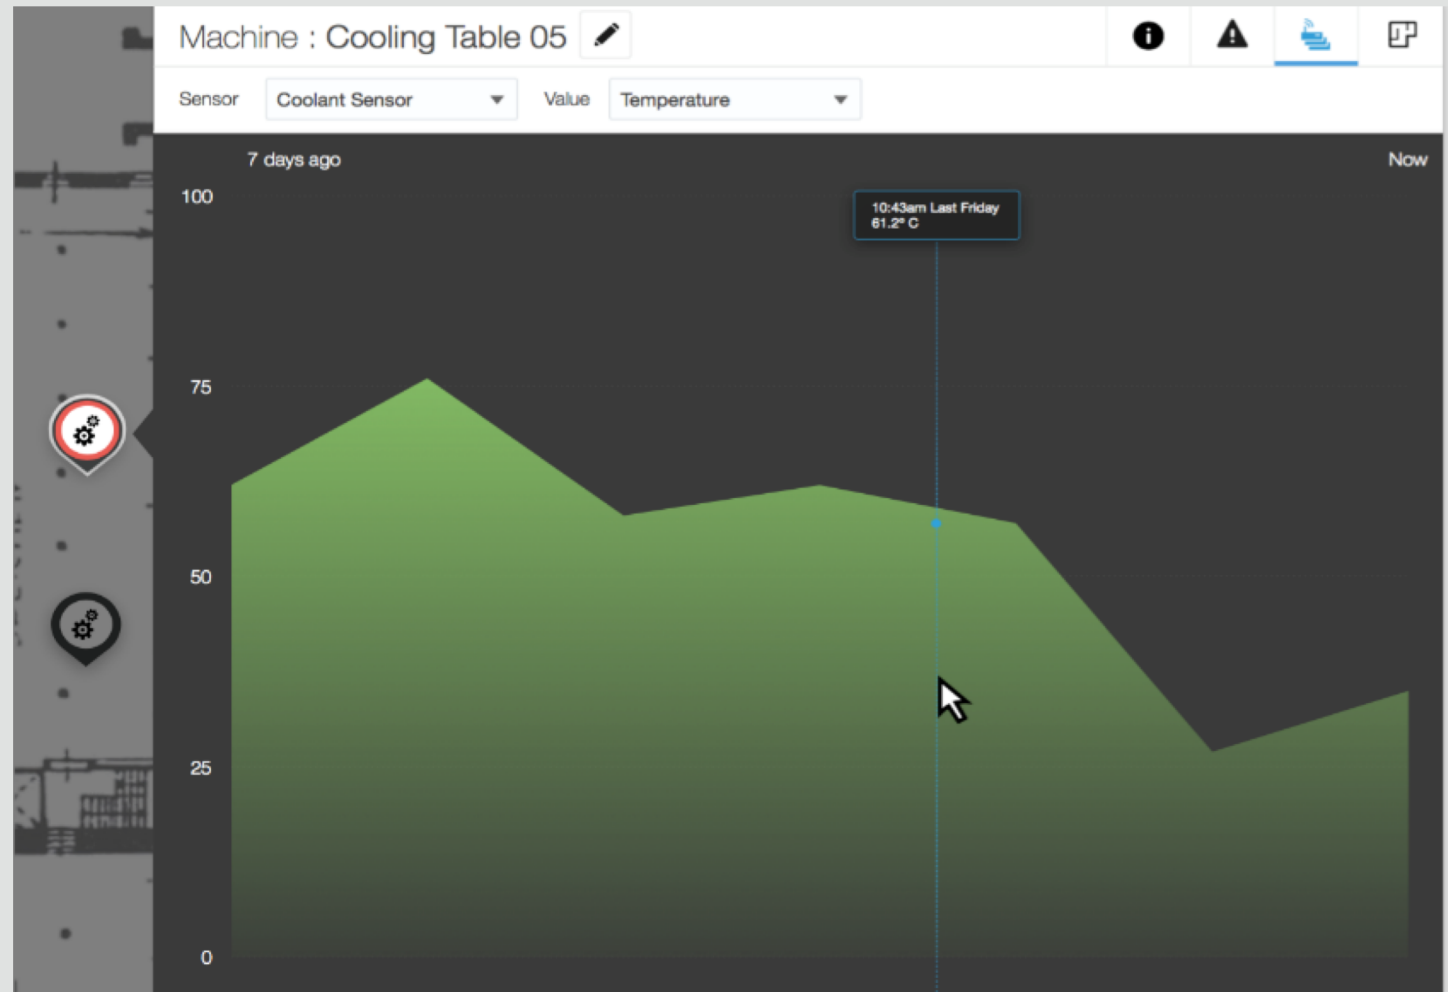 Machine : Cooling Table 05
Sensor Coolant Sensor Value Temperature
7 days ago Now
100
10:43am Last Friday
61.2° C
75
50
25
0